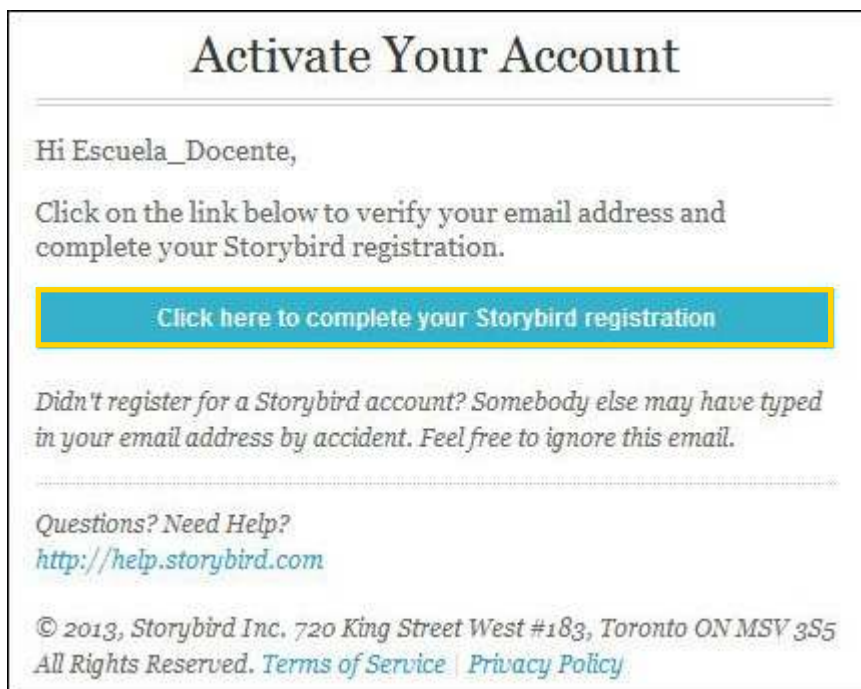 Activate Your Account
Hi Escuela_Docente,
Click on the link below to verify your email address and
complete your Storybird registration.
Click here to complete your Storybird registration
Didn't register for a Storybird account? Somebody else may have typed
in your email address by accident. Feel free to ignore this email.
Questions? Need Help?
http://help.storybird.com
© 2013, Storybird Inc. 720 King Street West #183, Toronto ON M5V 3S5
All Rights Reserved. Terms of Service | Privacy Policy